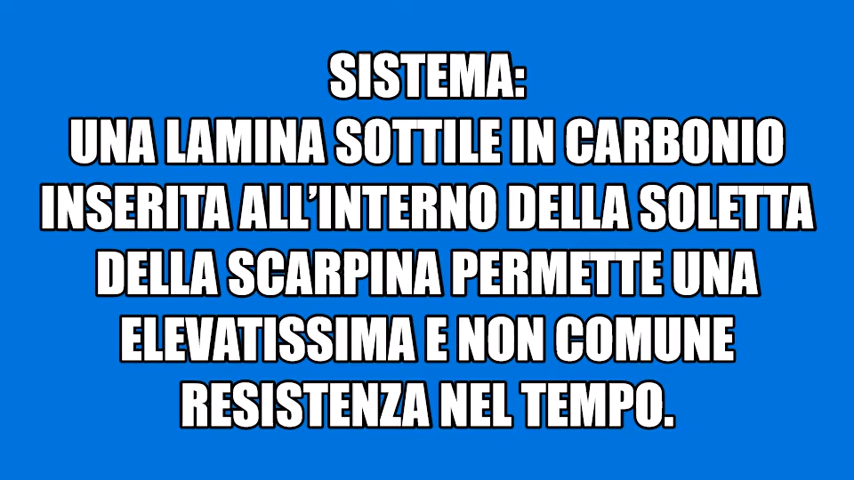 SISTEMA:
UNA LAMINA SOTTILE IN CARBONIO
INSERITA ALL’INTERNO DELLA SOLETTA
DELLA SCARPINA PERMETTE UNA
ELEVATISSIMA E NON COMUNE
RESISTENZA NEL TEMPO.